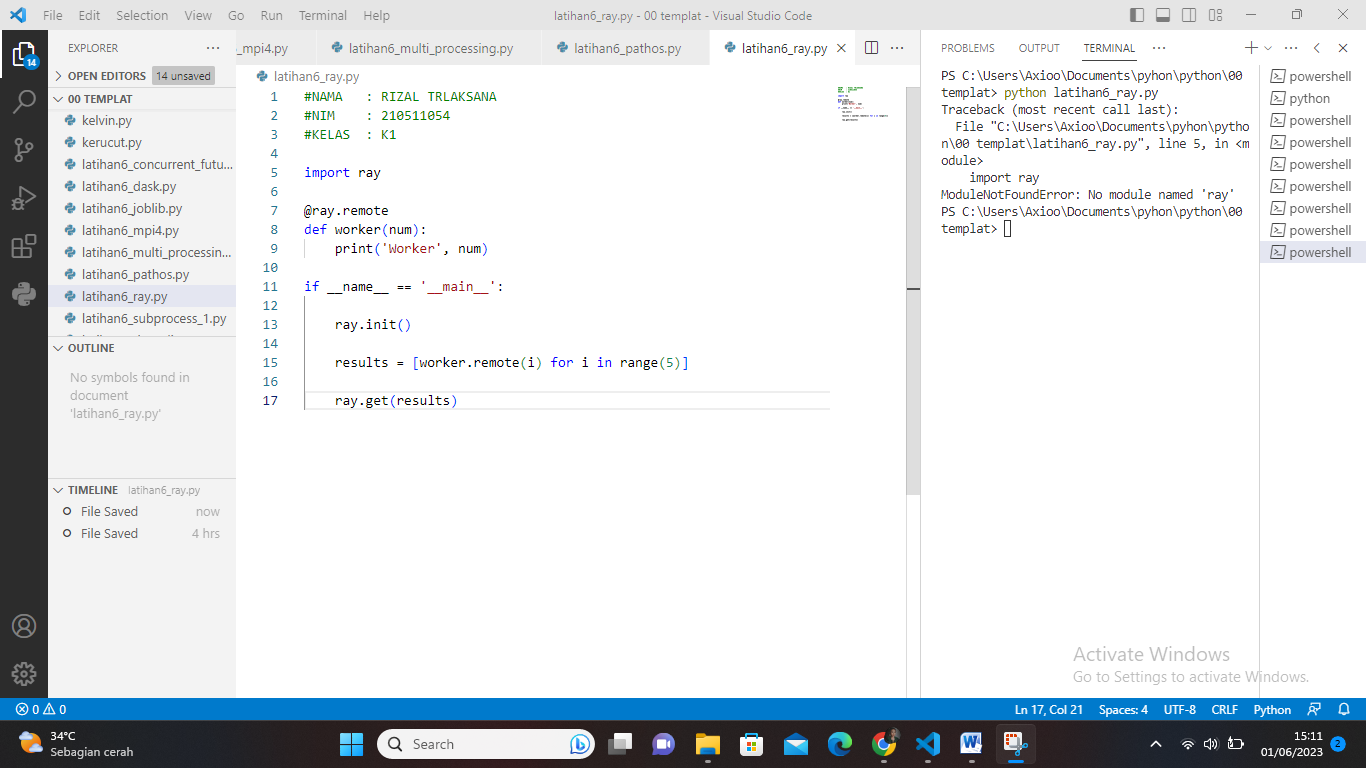 File Edit Selection View Go Run Terminal Help
latihan6_ray.py - 00 templat - Visual Studio Code
14
EXPLORER
OPEN EDITORS 14 unsaved
00 TEMPLAT
kelvin.py
kerucut.py
latihan6_concurrent_futu...
latihan6_dask.py
latihan6_joblib.py
latihan6_mpi4.py
latihan6_multi_processin...
latihan6_pathos.py
latihan6_ray.py
latihan6_subprocess_1.py
OUTLINE
No symbols found in
document
'latihan6_ray.py'
TIMELINE latihan6_ray.py
File Saved now
File Saved 4 hrs
_mpi4.py latihan6_multi_processing.py latihan6_pathos.py latihan6_ray.py
latihan6_ray.py
1 #NAMA   : RIZAL TRLAKSANA
2 #NIM    : 210511054
3 #KELAS  : K1
4
5 import ray
6
7 @ray.remote
8 def worker(num):
9     print('Worker', num)
10
11 if __name__ == '__main__':
12
13     ray.init()
14
15     results = [worker.remote(i) for i in range(5)]
16
17     ray.get(results)
PROBLEMS OUTPUT TERMINAL
PS C:\Users\Axioo\Documents\pyhon\python\00
templat> python latihan6_ray.py
Traceback (most recent call last):
  File "C:\Users\Axioo\Documents\pyhon\pytho
n\00 templat\latihan6_ray.py", line 5, in <m
odule>
    import ray
ModuleNotFoundError: No module named 'ray'
PS C:\Users\Axioo\Documents\pyhon\python\00
templat>
powershell
python
powershell
powershell
powershell
powershell
powershell
powershell
powershell
Activate Windows
Go to Settings to activate Windows.
0 0
Ln 17, Col 21 Spaces: 4 UTF-8 CRLF Python
34°C
Sebagian cerah
Search
15:11
01/06/2023
2